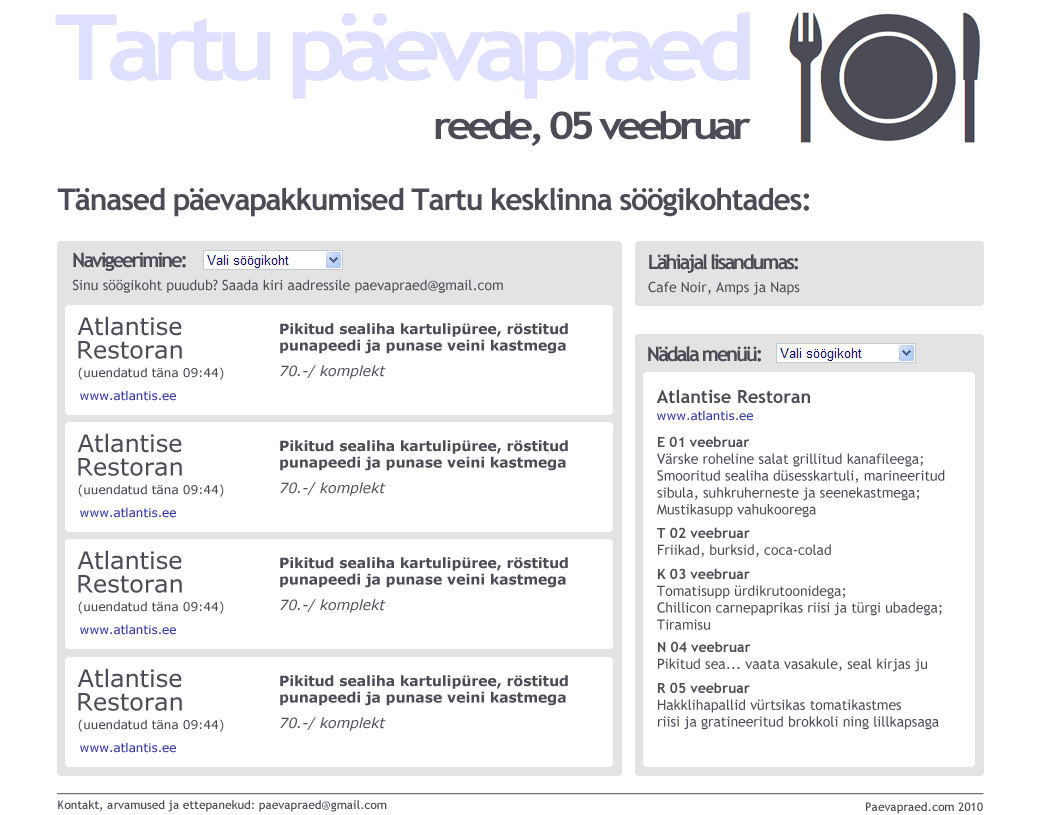 Tartu päevapraed
reede, 05 veebruar
Tänased päevapakkumised Tartu kesklinna söögikohtades:
Navigeerimine: Vali söögikoht
Sinu söögikoht puudub? Saada kiri aadressile paevapraed@gmail.com
Atlantise
Restoran
(uuendatud täna 09:44)
www.atlantis.ee
Pikitud sealiha kartulipüree, röstitud
punapeedi ja punase veini kastmega
70.-/ komplekt
Atlantise
Restoran
(uuendatud täna 09:44)
www.atlantis.ee
Pikitud sealiha kartulipüree, röstitud
punapeedi ja punase veini kastmega
70.-/ komplekt
Atlantise
Restoran
(uuendatud täna 09:44)
www.atlantis.ee
Pikitud sealiha kartulipüree, röstitud
punapeedi ja punase veini kastmega
70.-/ komplekt
Atlantise
Restoran
(uuendatud täna 09:44)
www.atlantis.ee
Pikitud sealiha kartulipüree, röstitud
punapeedi ja punase veini kastmega
70.-/ komplekt
Lähiajal lisandumas:
Cafe Noir, Amps ja Naps
Nädala menüü: Vali söögikoht
Atlantise Restoran
www.atlantis.ee
E 01 veebruar
Värske roheline salat grillitud kanafileega;
Smooritud sealiha düsesskartuli, marineeritud
sibula, suhkruherneste ja seenekastmega;
Mustikasupp vahukoorega
T 02 veebruar
Friikad, burksid, coca-colad
K 03 veebruar
Tomatisupp ürdikrutoonidega;
Chillicon carnepaprikas riisi ja türgi ubadega;
Tiramisu
N 04 veebruar
Pikitud sea... vaata vasakule, seal kirjas ju
R 05 veebruar
Hakklihapallid vürtsikas tomatikastmes
riisi ja gratineeritud brokkoli ning lillkapsaga
Kontakt, arvamused ja ettepanekud: paevapraed@gmail.com
Paevapraed.com 2010